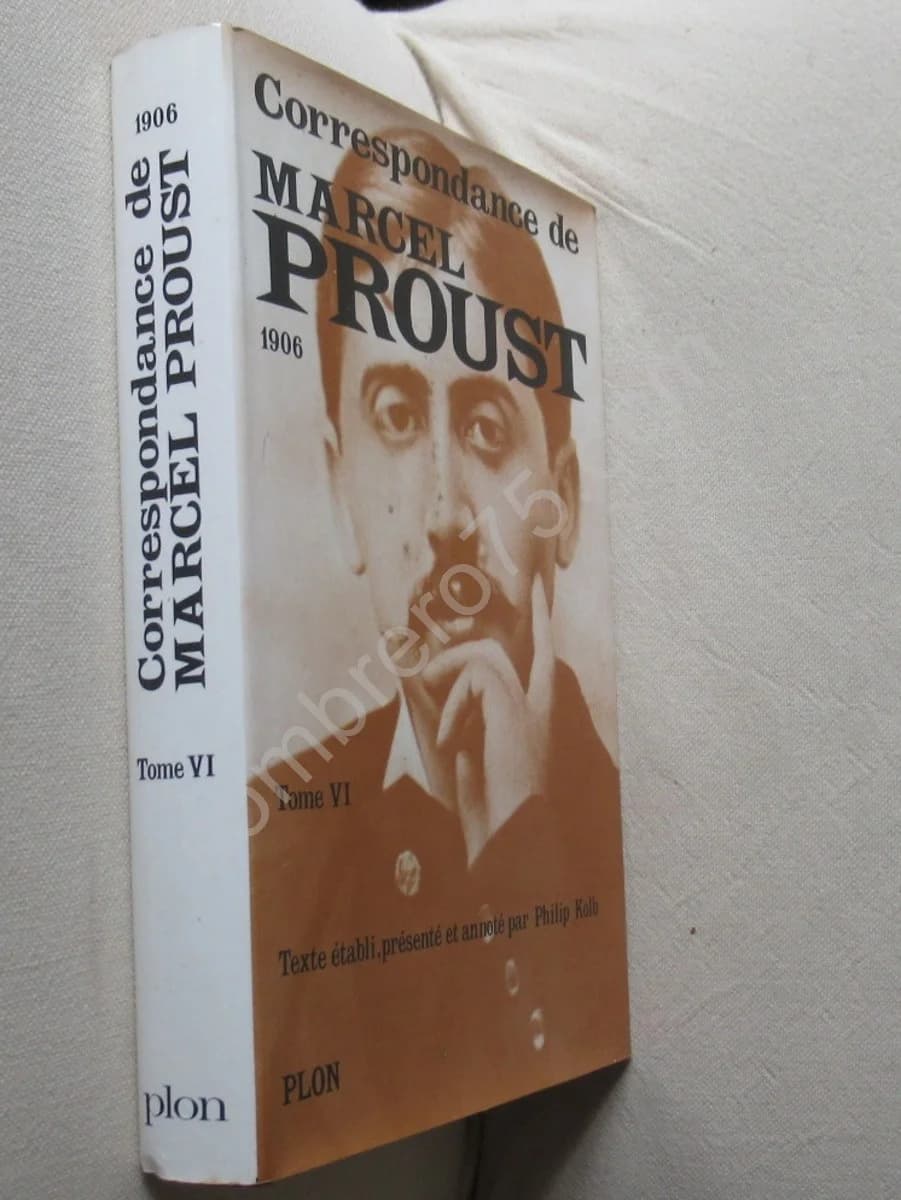 1906
Correspondance de
MARCEL PROUST
Tome VI
plon
Correspondance de
MARCEL
PROUST
1906
Tome VI
Texte établi, présenté et annoté par Philip Kolb
PLON
ombrero75